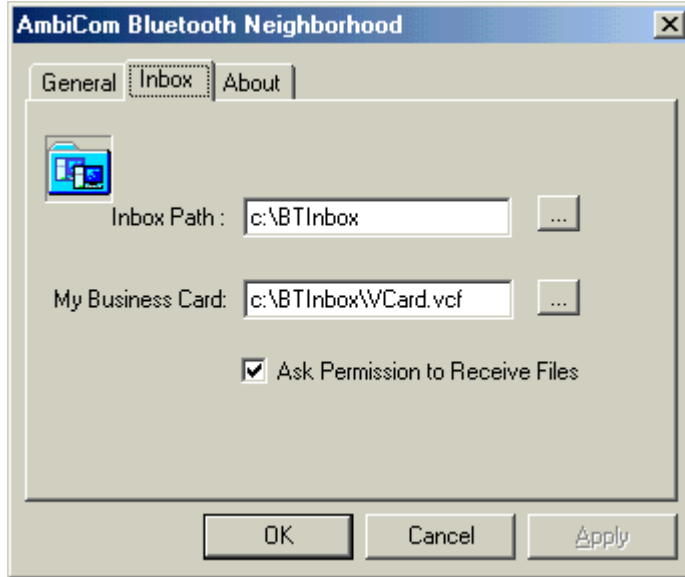 AmbiCom Bluetooth Neighborhood
General Inbox About
Inbox Path : c:\BTInbox ...
My Business Card: c:\BTInbox\VCard.vcf ...
Ask Permission to Receive Files
OK Cancel Apply